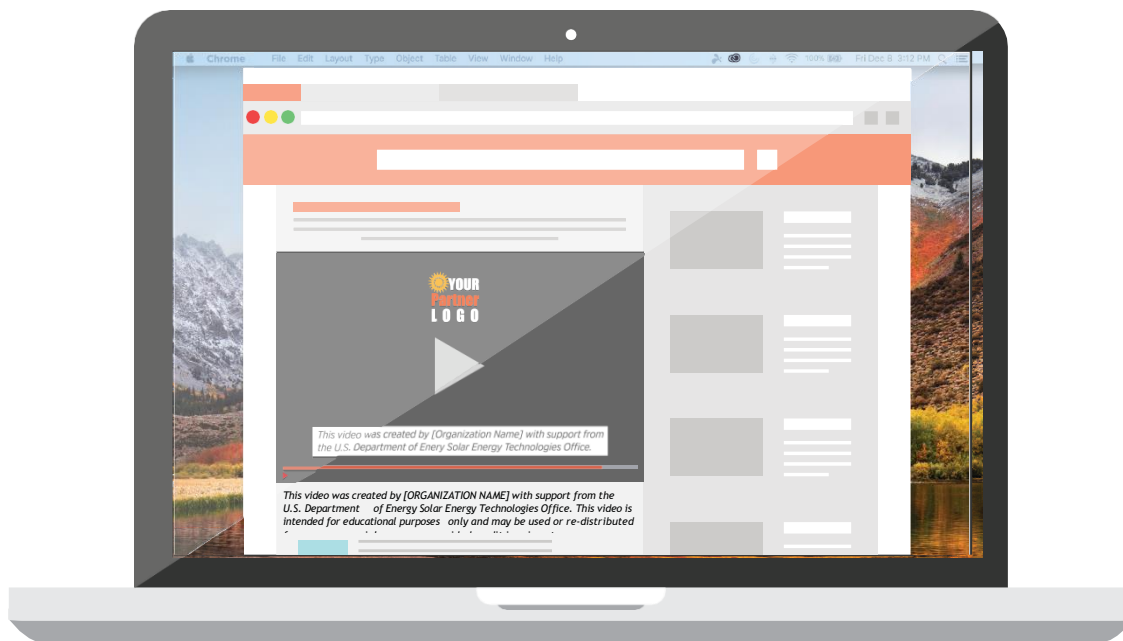 Chrome File Edit Layout Type Object Table View Window Help 100% Fri Dec 8 3:12 PM
YOUR
Partner
LOGO
This video was created by [Organization Name] with support from
the U.S. Department of Enery Solar Energy Technologies Office.
This video was created by [ORGANIZATION NAME] with support from the
U.S. Department of Energy Solar Energy Technologies Office. This video is
intended for educational purposes only and may be used or re-distributed